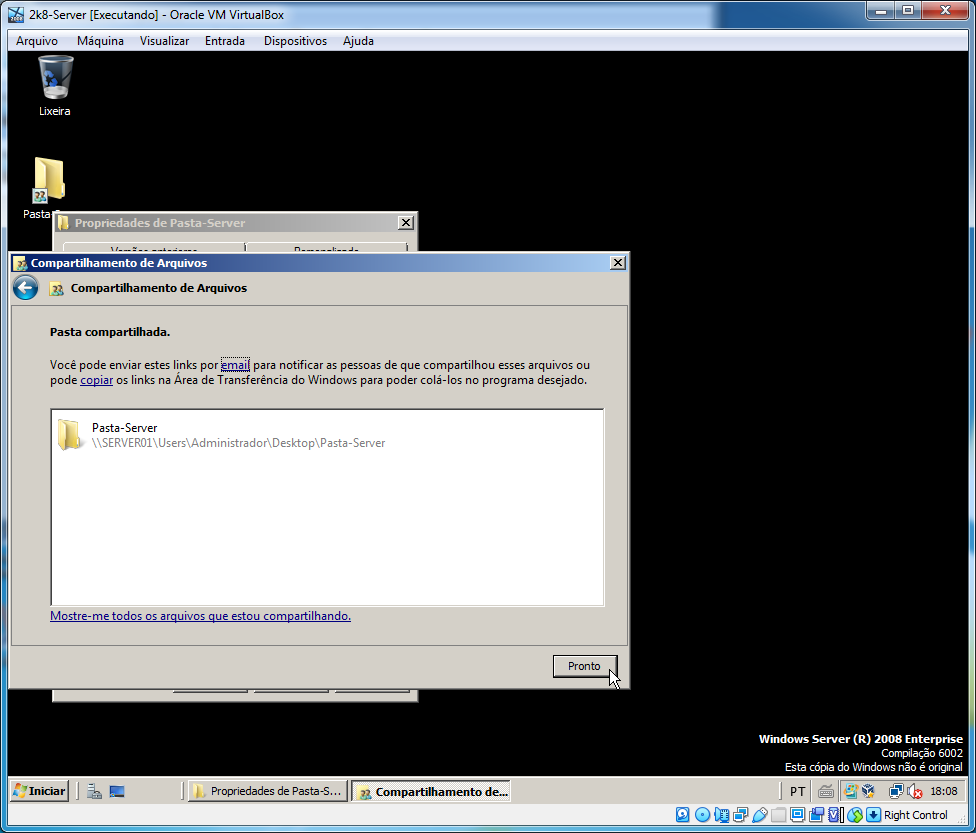 2k8-Server [Executando] - Oracle VM VirtualBox
Arquivo Máquina Visualizar Entrada Dispositivos Ajuda
Lixeira
Pasta-S
Propriedades de Pasta-Server
Versões anteriores Personalizado
Compartilhamento de Arquivos
Compartilhamento de Arquivos
Pasta compartilhada.
Você pode enviar estes links por email para notificar as pessoas de que compartilhou esses arquivos ou
pode copiar os links na Área de Transferência do Windows para poder colá-los no programa desejado.
Pasta-Server
\\SERVER01\Users\Administrador\Desktop\Pasta-Server
Mostre-me todos os arquivos que estou compartilhando.
Pronto
Windows Server (R) 2008 Enterprise
Compilação 6002
Esta cópia do Windows não é original
Iniciar Propriedades de Pasta-S... Compartilhamento de... PT 18:08
Right Control